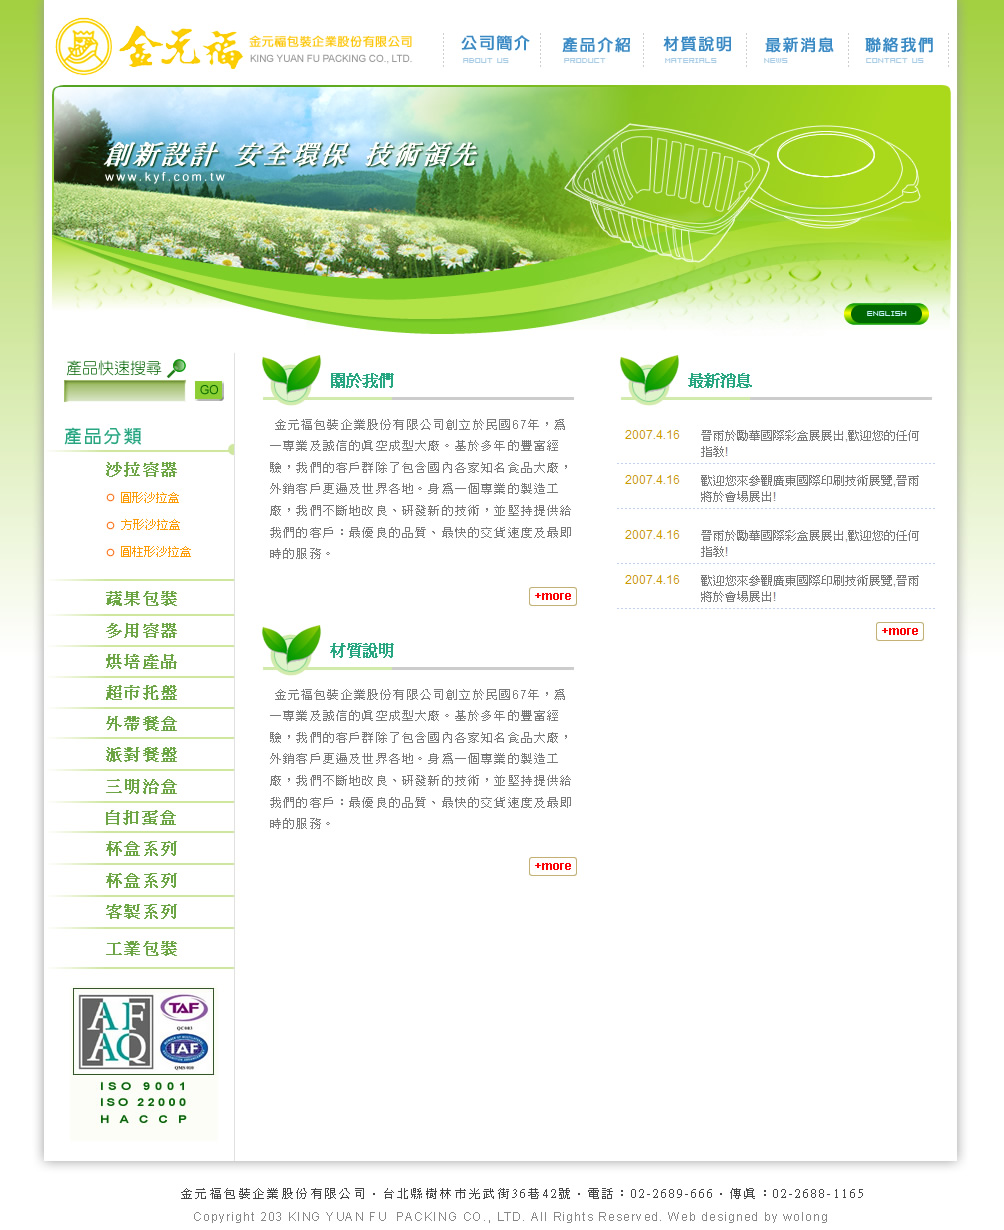 金元福
金元福包裝企業股份有限公司
KING YUAN FU PACKING CO., LTD.
公司簡介
ABOUT US
產品介紹
PRODUCT
材質說明
MATERIALS
最新消息
NEWS
聯絡我們
CONTACT US
創新設計 安全環保 技術領先
www.kyf.com.tw
ENGLISH
產品快速搜尋
GO
產品分類
沙拉容器
圓形沙拉盒
方形沙拉盒
圓柱形沙拉盒
蔬果包裝
多用容器
烘培產品
超市托盤
外帶餐盒
派對餐盤
三明治盒
自扣蛋盒
杯盒系列
杯盒系列
客製系列
工業包裝
AFAQ
TAF
QC043
IAF
ISO 9001
ISO 22000
HACCP
關於我們
金元福包裝企業股份有限公司創立於民國67年，為
一專業及誠信的真空成型大廠。基於多年的豐富經
驗，我們的客戶群除了包含國內各家知名食品大廠，
外銷客戶更遍及世界各地。身為一個專業的製造工
廠，我們不斷地改良、研發新的技術，並堅持提供給
我們的客戶：最優良的品質、最快的交貨速度及最即
時的服務。
+more
材質說明
金元福包裝企業股份有限公司創立於民國67年，為
一專業及誠信的真空成型大廠。基於多年的豐富經
驗，我們的客戶群除了包含國內各家知名食品大廠，
外銷客戶更遍及世界各地。身為一個專業的製造工
廠，我們不斷地改良、研發新的技術，並堅持提供給
我們的客戶：最優良的品質、最快的交貨速度及最即
時的服務。
+more
最新消息
2007.4.16 晉雨於勵華國際彩盒展展出,歡迎您的任何
指教!
2007.4.16 歡迎您來參觀廣東國際印刷技術展覽,晉雨
將於會場展出!
2007.4.16 晉雨於勵華國際彩盒展展出,歡迎您的任何
指教!
2007.4.16 歡迎您來參觀廣東國際印刷技術展覽,晉雨
將於會場展出!
+more
金元福包裝企業股份有限公司．台北縣樹林市光武街36巷42號．電話：02-2689-666．傳真：02-2688-1165
Copyright 203 KING YUAN FU PACKING CO., LTD. All Rights Reserved. Web designed by wolong